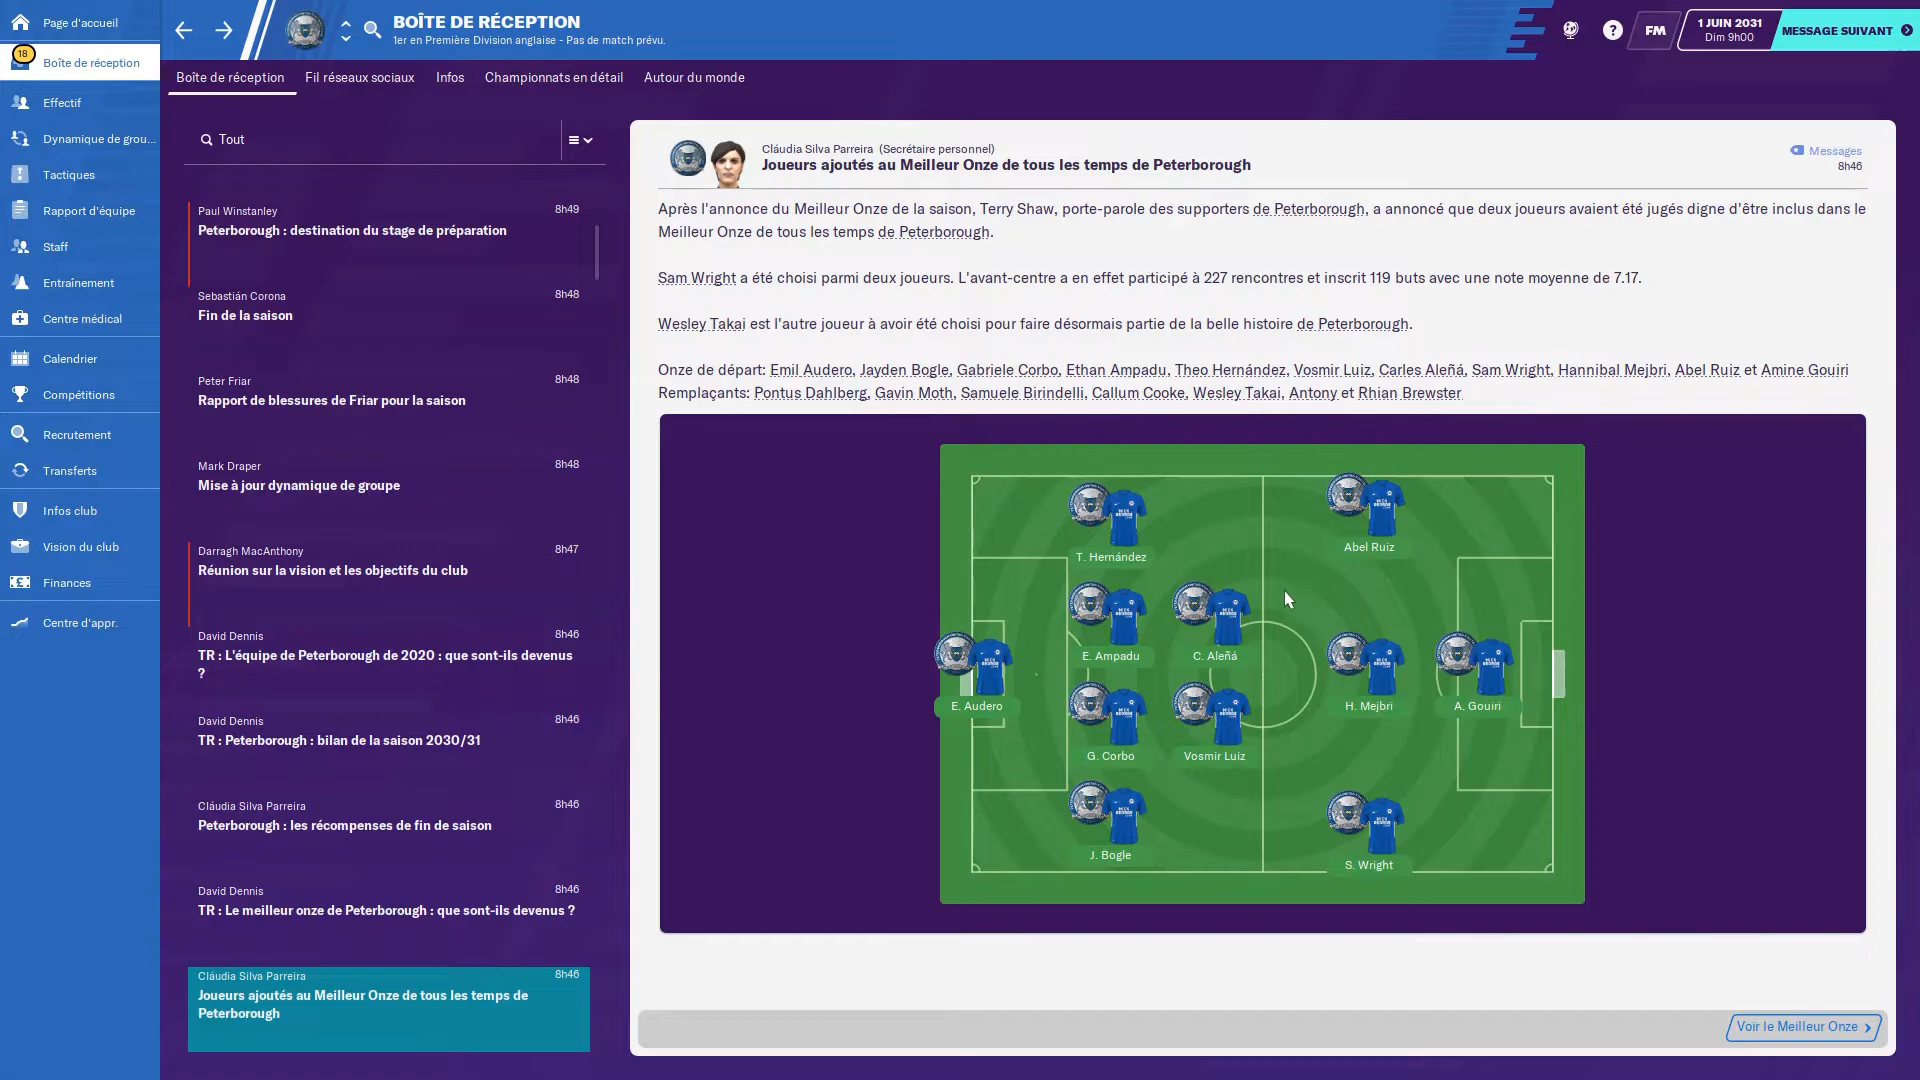 Page d'accueil
18
Boîte de réception
Effectif
Dynamique de grou...
Tactiques
Rapport d'équipe
Staff
Entraînement
Centre médical
Calendrier
Compétitions
Recrutement
Transferts
Infos club
Vision du club
Finances
Centre d'appr.
BOÎTE DE RÉCEPTION
1er en Première Division anglaise - Pas de match prévu.
FM
1 JUIN 2031
Dim 9h00
MESSAGE SUIVANT
Boîte de réception
Fil réseaux sociaux
Infos
Championnats en détail
Autour du monde
Tout
Paul Winstanley 8h49
Peterborough : destination du stage de préparation
Sebastián Corona 8h48
Fin de la saison
Peter Friar 8h48
Rapport de blessures de Friar pour la saison
Mark Draper 8h48
Mise à jour dynamique de groupe
Darragh MacAnthony 8h47
Réunion sur la vision et les objectifs du club
David Dennis 8h46
TR : L'équipe de Peterborough de 2020 : que sont-ils devenus
?
David Dennis 8h46
TR : Peterborough : bilan de la saison 2030/31
Cláudia Silva Parreira 8h46
Peterborough : les récompenses de fin de saison
David Dennis 8h46
TR : Le meilleur onze de Peterborough : que sont-ils devenus ?
Cláudia Silva Parreira 8h46
Joueurs ajoutés au Meilleur Onze de tous les temps de
Peterborough
Cláudia Silva Parreira (Secrétaire personnel)
Joueurs ajoutés au Meilleur Onze de tous les temps de Peterborough
Messages
8h46
Après l'annonce du Meilleur Onze de la saison, Terry Shaw, porte-parole des supporters de Peterborough, a annoncé que deux joueurs avaient été jugés digne d'être inclus dans le
Meilleur Onze de tous les temps de Peterborough.
Sam Wright a été choisi parmi deux joueurs. L'avant-centre a en effet participé à 227 rencontres et inscrit 119 buts avec une note moyenne de 7.17.
Wesley Takai est l'autre joueur à avoir été choisi pour faire désormais partie de la belle histoire de Peterborough.
Onze de départ: Emil Audero, Jayden Bogle, Gabriele Corbo, Ethan Ampadu, Theo Hernández, Vosmir Luiz, Carles Aleñá, Sam Wright, Hannibal Mejbri, Abel Ruiz et Amine Gouiri
Remplaçants: Pontus Dahlberg, Gavin Moth, Samuele Birindelli, Callum Cooke, Wesley Takai, Antony et Rhian Brewster
T. Hernández
Abel Ruiz
E. Ampadu
C. Aleñá
E. Audero
H. Mejbri
A. Gouiri
G. Corbo
Vosmir Luiz
J. Bogle
S. Wright
Voir le Meilleur Onze